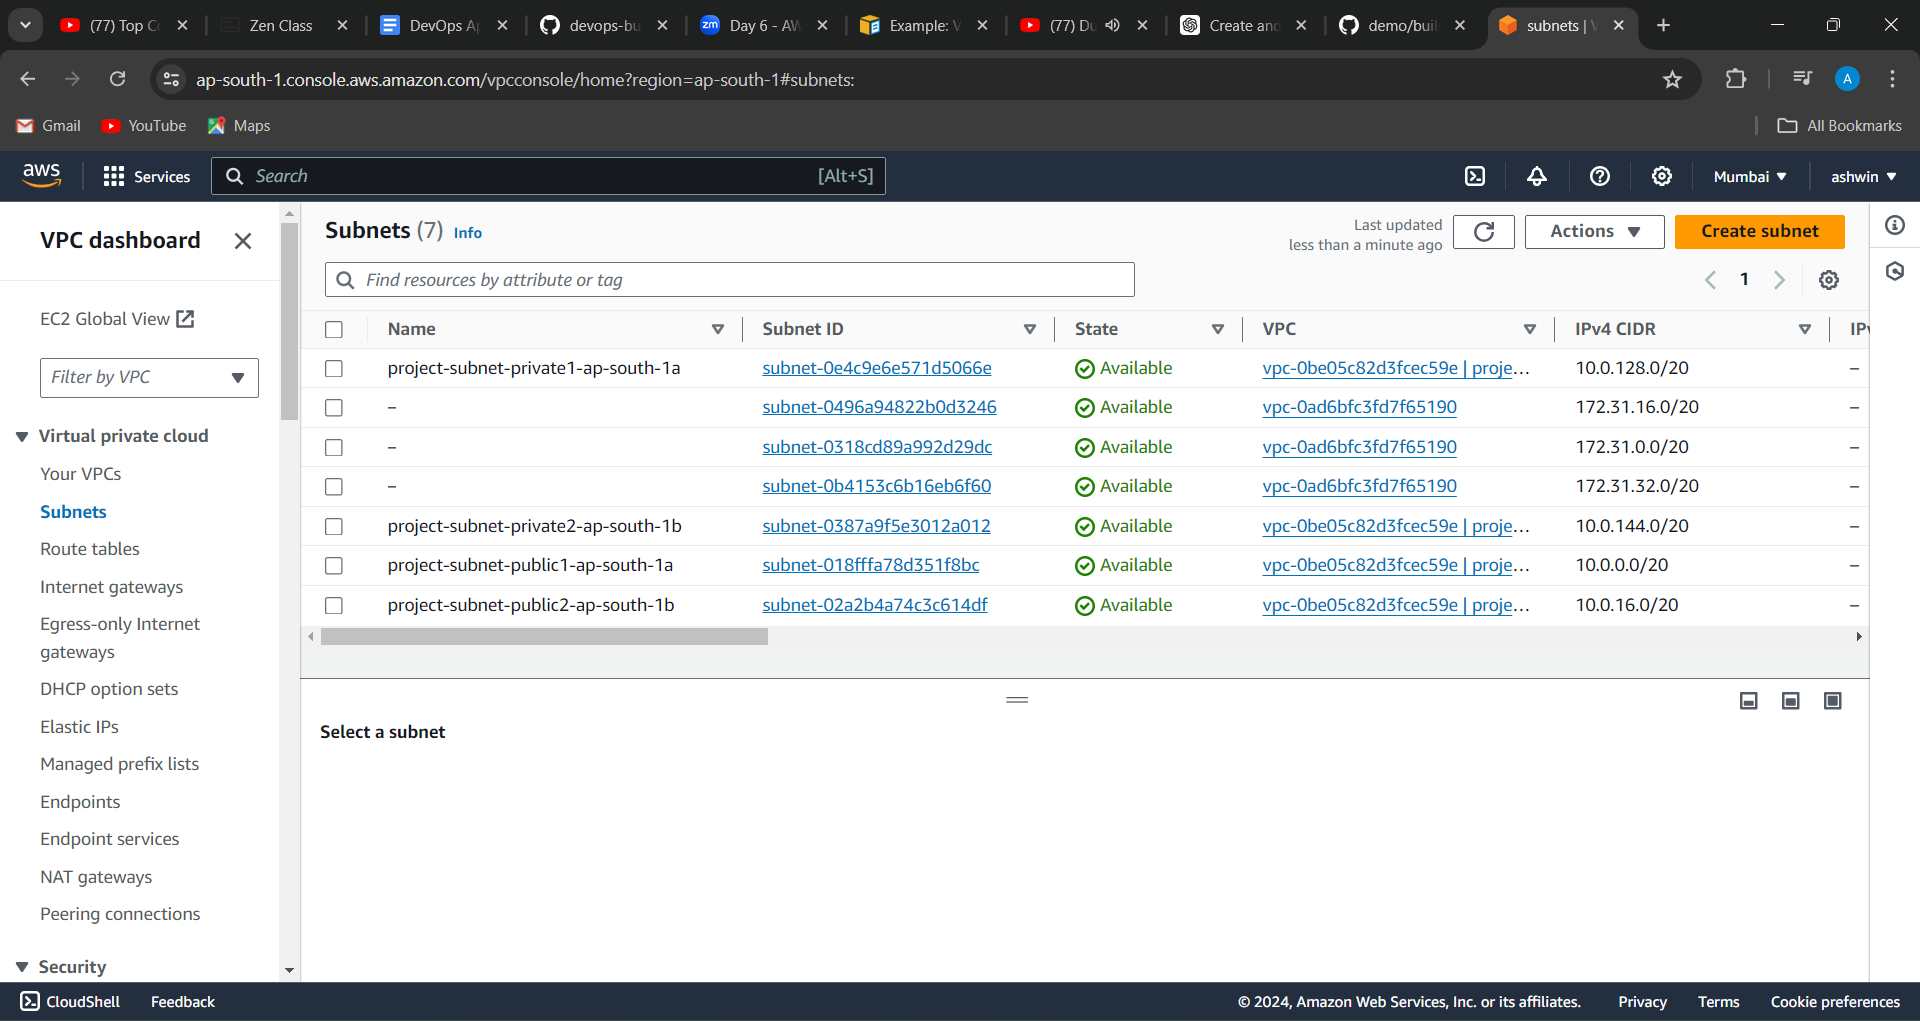 (77) Top Co
Zen Class
DevOps Ap
devops-bu
Day 6 - AW
Example: V
(77) Du
Create and
demo/buil
subnets | V
ap-south-1.console.aws.amazon.com/vpcconsole/home?region=ap-south-1#subnets:
A
Gmail
YouTube
Maps
All Bookmarks
aws
Services
Search
[Alt+S]
Mumbai
ashwin
VPC dashboard
EC2 Global View
Filter by VPC
Virtual private cloud
Your VPCs
Subnets
Route tables
Internet gateways
Egress-only Internet
gateways
DHCP option sets
Elastic IPs
Managed prefix lists
Endpoints
Endpoint services
NAT gateways
Peering connections
Security
Subnets (7) Info
Last updated
less than a minute ago
Actions
Create subnet
Find resources by attribute or tag
1
Name Subnet ID State VPC IPv4 CIDR IPv
project-subnet-private1-ap-south-1a subnet-0e4c9e6e571d5066e Available vpc-0be05c82d3fcec59e | proje… 10.0.128.0/20 –
– subnet-0496a94822b0d3246 Available vpc-0ad6bfc3fd7f65190 172.31.16.0/20 –
– subnet-0318cd89a992d29dc Available vpc-0ad6bfc3fd7f65190 172.31.0.0/20 –
– subnet-0b4153c6b16eb6f60 Available vpc-0ad6bfc3fd7f65190 172.31.32.0/20 –
project-subnet-private2-ap-south-1b subnet-0387a9f5e3012a012 Available vpc-0be05c82d3fcec59e | proje… 10.0.144.0/20 –
project-subnet-public1-ap-south-1a subnet-018fffa78d351f8bc Available vpc-0be05c82d3fcec59e | proje… 10.0.0.0/20 –
project-subnet-public2-ap-south-1b subnet-02a2b4a74c3c614df Available vpc-0be05c82d3fcec59e | proje… 10.0.16.0/20 –
Select a subnet
CloudShell
Feedback
© 2024, Amazon Web Services, Inc. or its affiliates.
Privacy
Terms
Cookie preferences